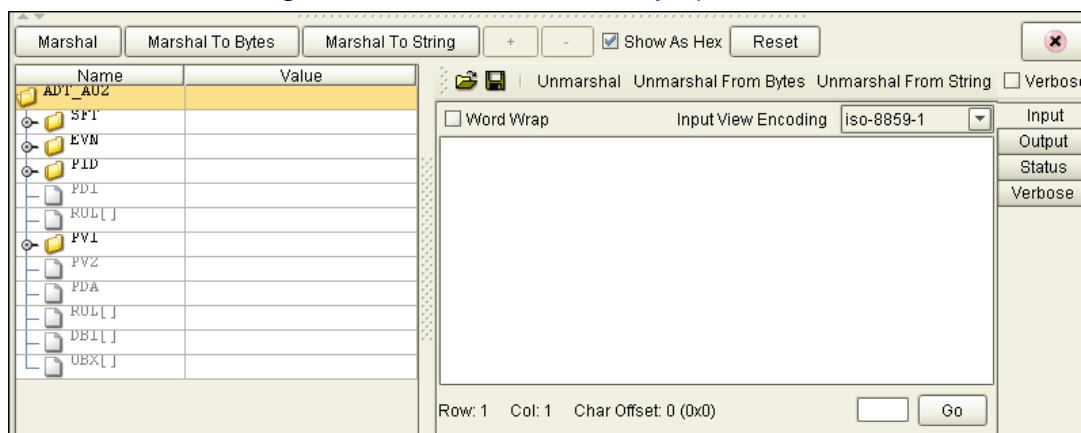 Marshal Marshal To Bytes Marshal To String + - Show As Hex Reset
Name Value
ADT_A02
SFT
EVN
PID
PD1
ROL[]
PV1
PV2
PDA
ROL[]
DB1[]
OBX[]
Unmarshal Unmarshal From Bytes Unmarshal From String Verbose
Word Wrap Input View Encoding iso-8859-1
Input
Output
Status
Verbose
Row: 1 Col: 1 Char Offset: 0 (0x0) Go